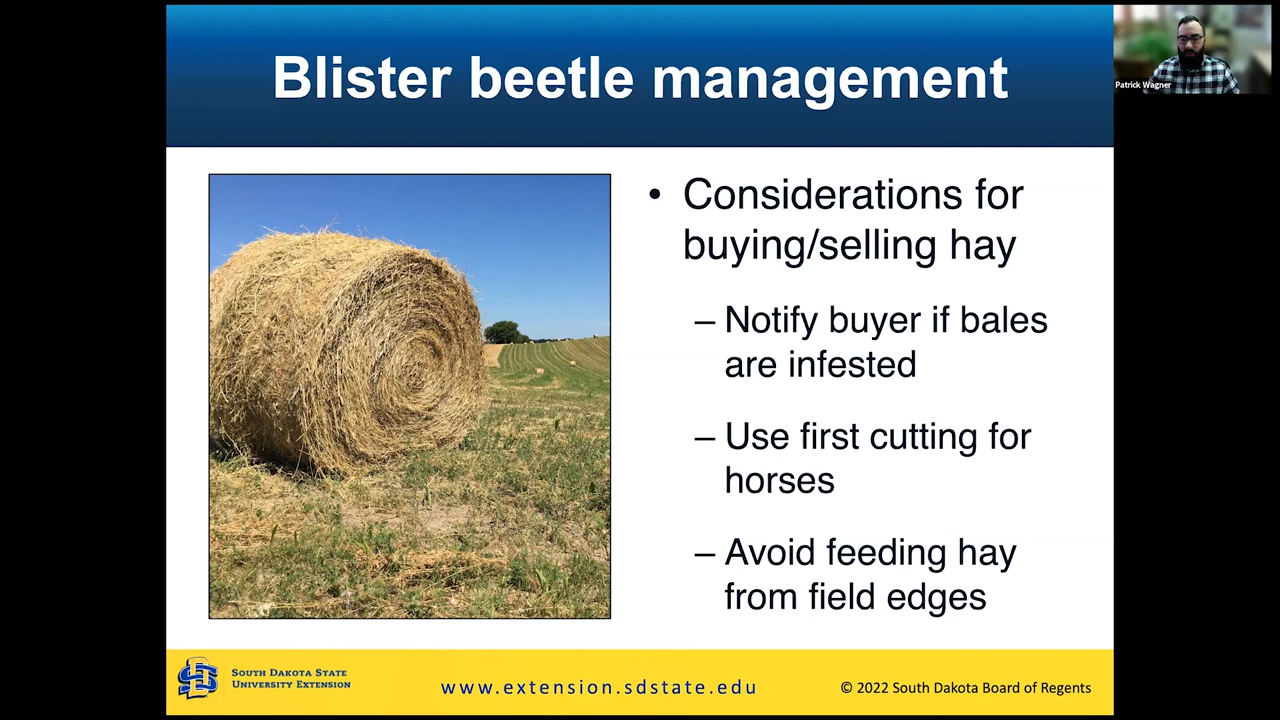 Blister beetle management
Patrick Wagner
• Considerations for
buying/selling hay
– Notify buyer if bales
are infested
– Use first cutting for
horses
– Avoid feeding hay
from field edges
South Dakota State
University Extension
www.extension.sdstate.edu
© 2022 South Dakota Board of Regents